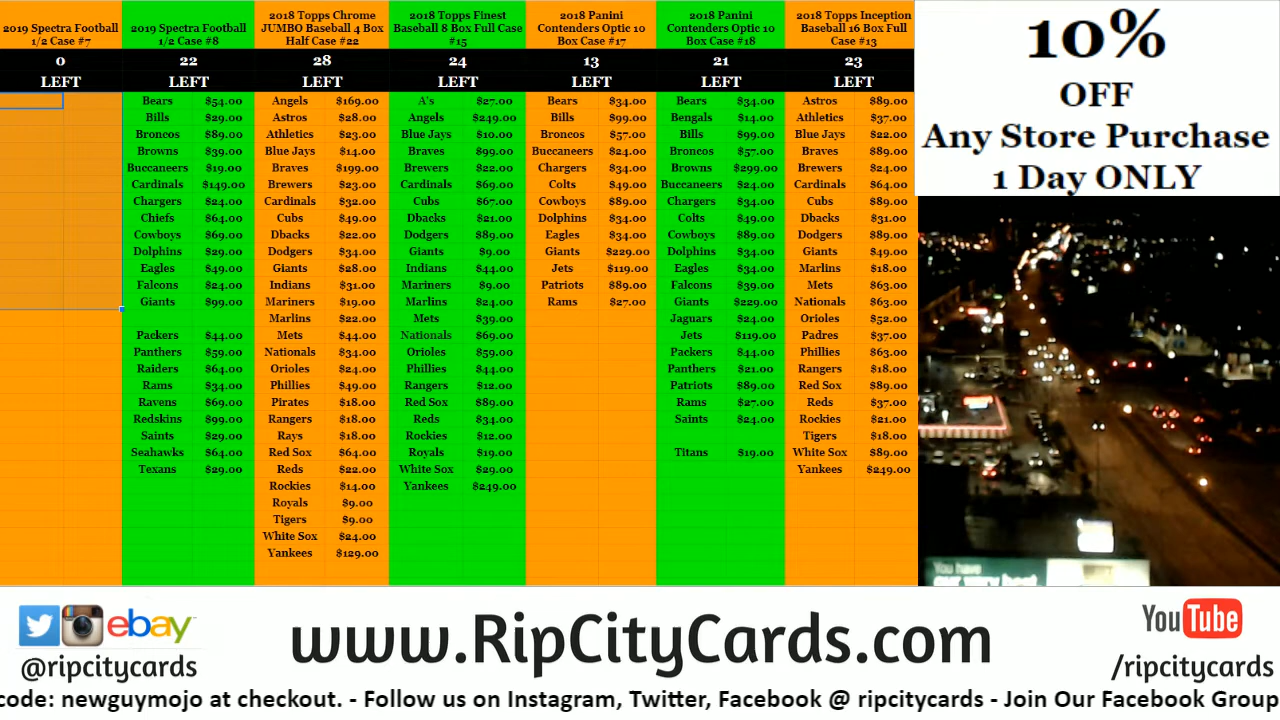 2019 Spectra Football
1/2 Case #7
0
LEFT
2019 Spectra Football
1/2 Case #8
22
LEFT
Bears $54.00
Bills $29.00
Broncos $89.00
Browns $39.00
Buccaneers $19.00
Cardinals $149.00
Chargers $24.00
Chiefs $64.00
Cowboys $69.00
Dolphins $29.00
Eagles $49.00
Falcons $24.00
Giants $99.00
Packers $44.00
Panthers $59.00
Raiders $64.00
Rams $34.00
Ravens $69.00
Redskins $99.00
Saints $29.00
Seahawks $64.00
Texans $29.00
2018 Topps Chrome
JUMBO Baseball 4 Box
Half Case #22
28
LEFT
Angels $169.00
Astros $28.00
Athletics $23.00
Blue Jays $14.00
Braves $199.00
Brewers $23.00
Cardinals $32.00
Cubs $49.00
Dbacks $22.00
Dodgers $34.00
Giants $28.00
Indians $31.00
Mariners $19.00
Marlins $22.00
Mets $44.00
Nationals $34.00
Orioles $24.00
Phillies $49.00
Pirates $18.00
Rangers $18.00
Rays $18.00
Red Sox $64.00
Reds $22.00
Rockies $14.00
Royals $9.00
Tigers $9.00
White Sox $24.00
Yankees $129.00
2018 Topps Finest
Baseball 8 Box Full Case
#15
24
LEFT
A's $27.00
Angels $249.00
Blue Jays $10.00
Braves $99.00
Brewers $22.00
Cardinals $69.00
Cubs $67.00
Dbacks $21.00
Dodgers $89.00
Giants $9.00
Indians $44.00
Mariners $9.00
Marlins $24.00
Mets $39.00
Nationals $69.00
Orioles $59.00
Phillies $44.00
Rangers $12.00
Red Sox $89.00
Reds $34.00
Rockies $12.00
Royals $19.00
White Sox $29.00
Yankees $249.00
2018 Panini
Contenders Optic 10
Box Case #17
13
LEFT
Bears $34.00
Bills $99.00
Broncos $57.00
Buccaneers $24.00
Chargers $34.00
Colts $49.00
Cowboys $89.00
Dolphins $34.00
Eagles $34.00
Giants $229.00
Jets $119.00
Patriots $89.00
Rams $27.00
2018 Panini
Contenders Optic 10
Box Case #18
21
LEFT
Bears $34.00
Bengals $14.00
Bills $99.00
Broncos $57.00
Browns $299.00
Buccaneers $24.00
Chargers $34.00
Colts $49.00
Cowboys $89.00
Dolphins $34.00
Eagles $34.00
Falcons $39.00
Giants $229.00
Jaguars $24.00
Jets $119.00
Packers $44.00
Panthers $21.00
Patriots $89.00
Rams $27.00
Saints $24.00
Titans $19.00
2018 Topps Inception
Baseball 16 Box Full
Case #13
23
LEFT
Astros $89.00
Athletics $37.00
Blue Jays $22.00
Braves $89.00
Brewers $24.00
Cardinals $64.00
Cubs $89.00
Dbacks $31.00
Dodgers $89.00
Giants $49.00
Marlins $18.00
Mets $63.00
Nationals $63.00
Orioles $52.00
Padres $37.00
Phillies $63.00
Rangers $18.00
Red Sox $89.00
Reds $37.00
Rockies $21.00
Tigers $18.00
White Sox $89.00
Yankees $249.00
10%
OFF
Any Store Purchase
1 Day ONLY
You have
our very best
ebay
@ripcitycards
www.RipCityCards.com
YouTube
/ripcitycards
code: newguymojo at checkout. - Follow us on Instagram, Twitter, Facebook @ ripcitycards - Join Our Facebook Group